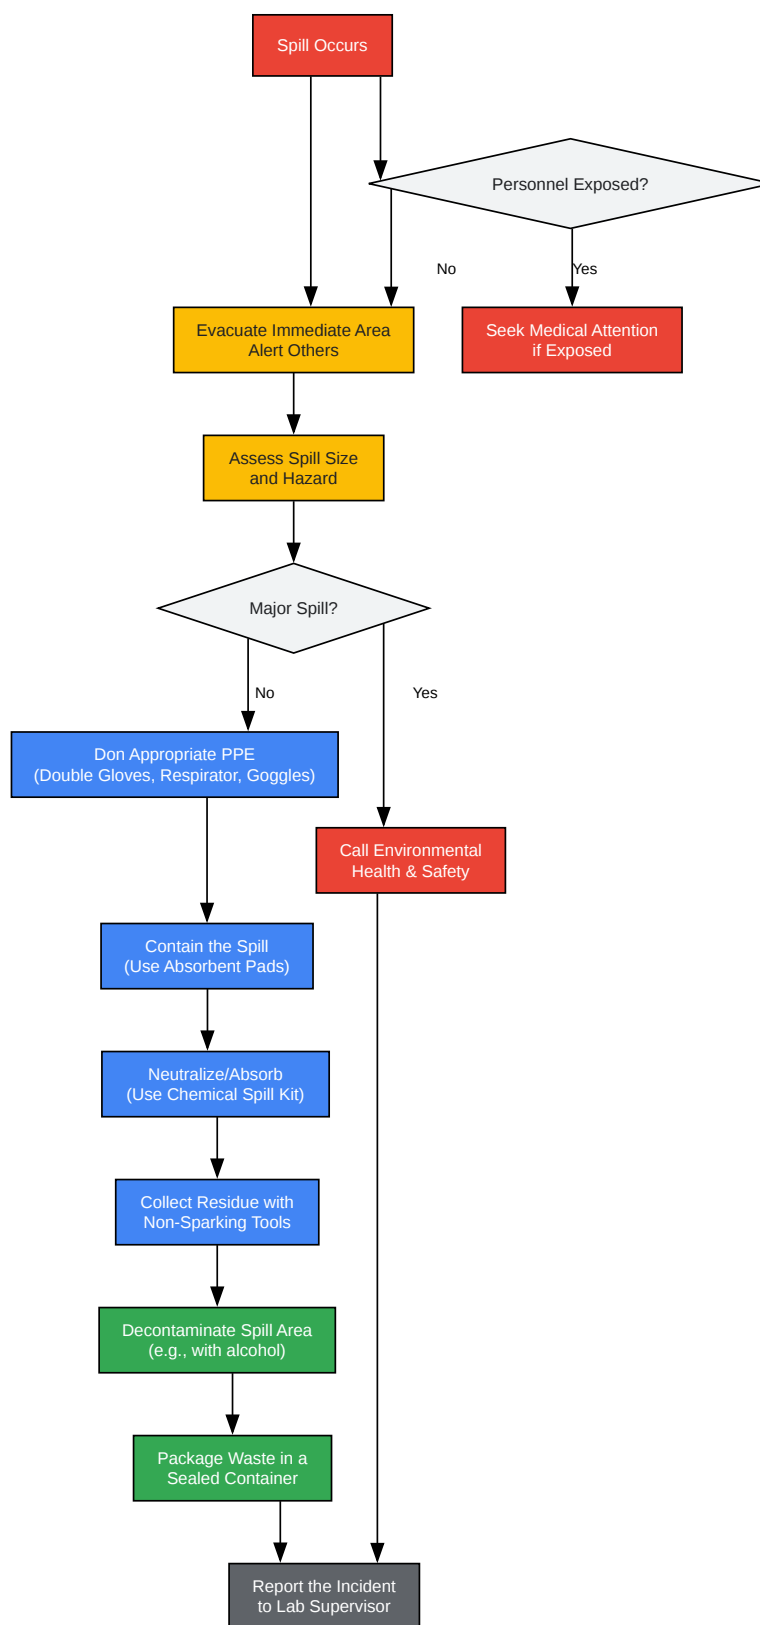 Spill Occurs
Personnel Exposed?
No
Yes
Evacuate Immediate Area
Alert Others
Seek Medical Attention
if Exposed
Assess Spill Size
and Hazard
Major Spill?
No
Yes
Don Appropriate PPE
(Double Gloves, Respirator, Goggles)
Call Environmental
Health & Safety
Contain the Spill
(Use Absorbent Pads)
Neutralize/Absorb
(Use Chemical Spill Kit)
Collect Residue with
Non-Sparking Tools
Decontaminate Spill Area
(e.g., with alcohol)
Package Waste in a
Sealed Container
Report the Incident
to Lab Supervisor